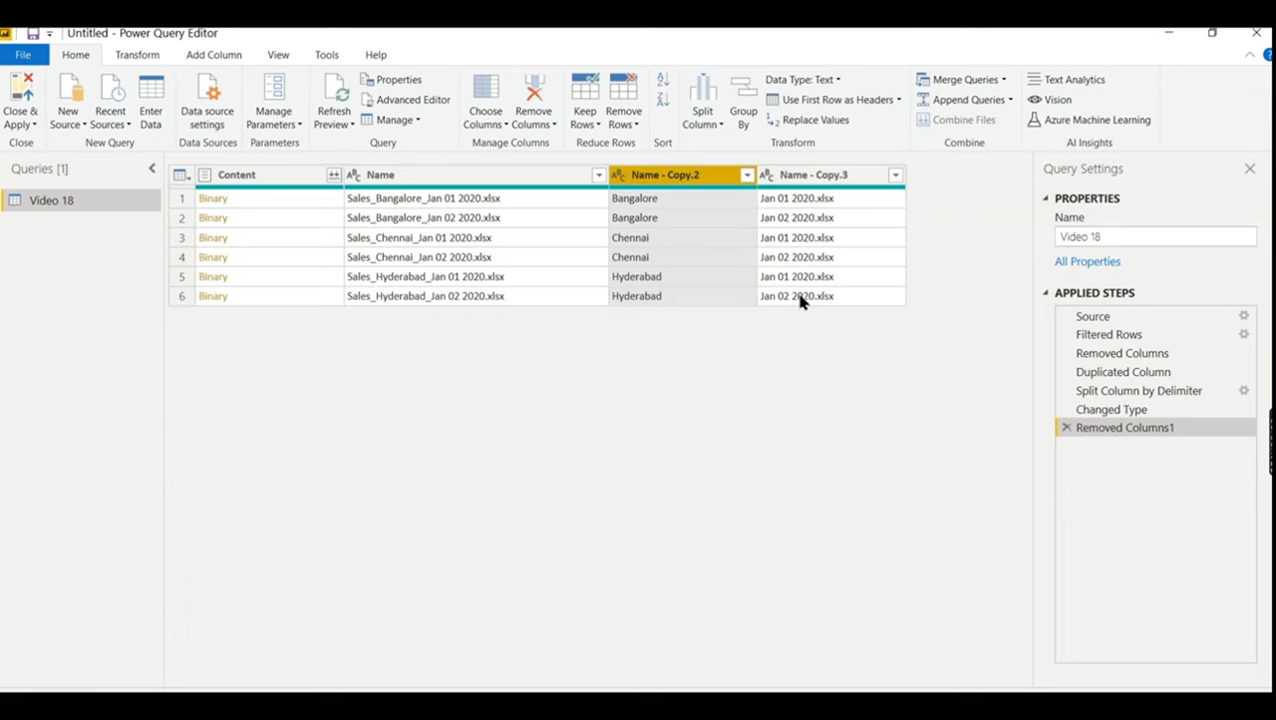 Untitled - Power Query Editor
File Home Transform Add Column View Tools Help
Close & Apply
New Source
Recent Sources
Enter Data
Data source settings
Manage Parameters
Refresh Preview
Properties
Advanced Editor
Manage
Choose Columns
Remove Columns
Keep Rows
Remove Rows
Split Column
Group By
Data Type: Text
Use First Row as Headers
Replace Values
Merge Queries
Append Queries
Combine Files
Text Analytics
Vision
Azure Machine Learning
Close New Query Data Sources Parameters Query Manage Columns Reduce Rows Sort Transform Combine AI Insights
Queries [1]
Video 18
Content ABC Name ABC Name - Copy.2 ABC Name - Copy.3
1 Binary Sales_Bangalore_Jan 01 2020.xlsx Bangalore Jan 01 2020.xlsx
2 Binary Sales_Bangalore_Jan 02 2020.xlsx Bangalore Jan 02 2020.xlsx
3 Binary Sales_Chennai_Jan 01 2020.xlsx Chennai Jan 01 2020.xlsx
4 Binary Sales_Chennai_Jan 02 2020.xlsx Chennai Jan 02 2020.xlsx
5 Binary Sales_Hyderabad_Jan 01 2020.xlsx Hyderabad Jan 01 2020.xlsx
6 Binary Sales_Hyderabad_Jan 02 2020.xlsx Hyderabad Jan 02 2020.xlsx
Query Settings
PROPERTIES
Name
Video 18
All Properties
APPLIED STEPS
Source
Filtered Rows
Removed Columns
Duplicated Column
Split Column by Delimiter
Changed Type
Removed Columns1